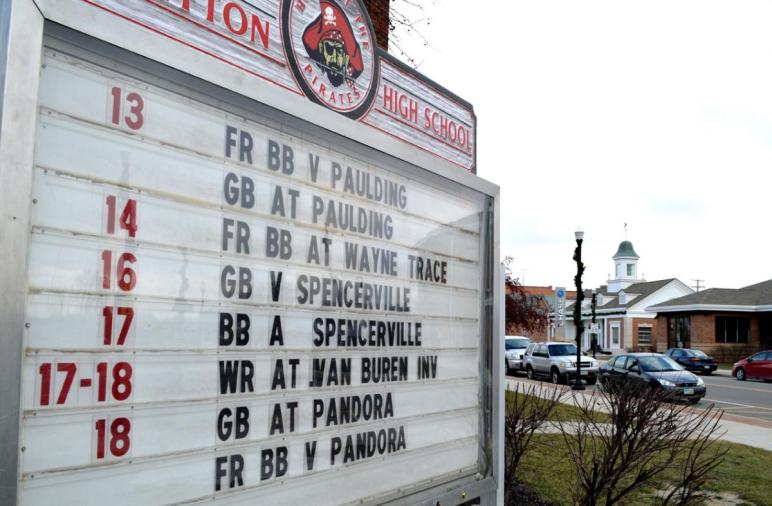 HIGH SCHOOL
THE
PIRATES
13 FR BB V PAULDING
GB AT PAULDING
14 FR BB AT WAYNE TRACE
16 GB V SPENCERVILLE
17 BB A SPENCERVILLE
17-18 WR AT VAN BUREN INV
18 GB AT PANDORA
FR BB V PANDORA